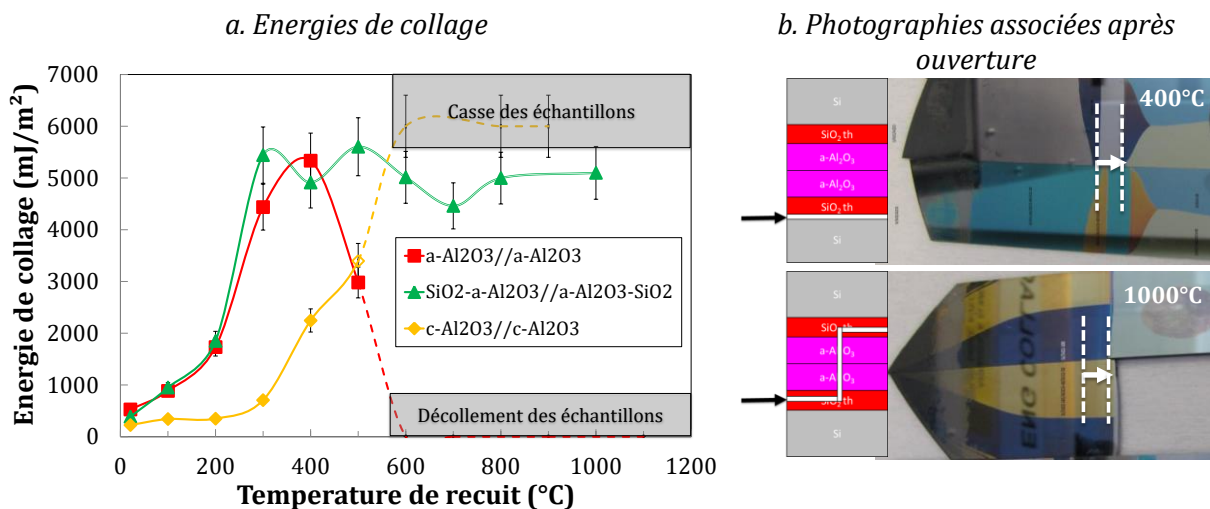 a. Energies de collage
7000
6000
5000
4000
3000
2000
1000
0
Energie de collage (mJ/m²)
Casse des échantillons
a-Al2O3//a-Al2O3
SiO2-a-Al2O3//a-Al2O3-SiO2
c-Al2O3//c-Al2O3
Décollement des échantillons
0 200 400 600 800 1000 1200
Temperature de recuit (°C)
b. Photographies associées après
ouverture
Si
SiO₂ th
a-Al₂O₃
a-Al₂O₃
SiO₂ th
Si
400°C
Si
SiO₂ th
a-Al₂O₃
a-Al₂O₃
SiO₂ th
Si
1000°C